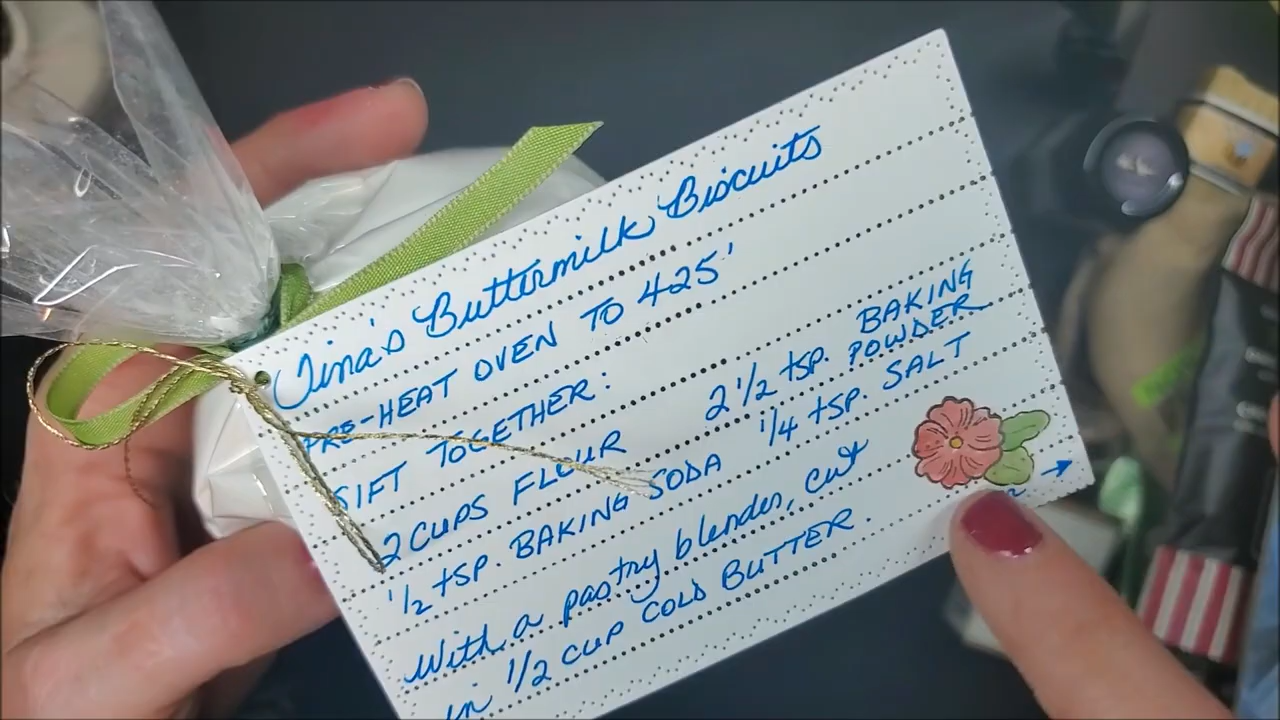 Tina's Buttermilk Biscuits
PRE-HEAT OVEN TO 425'
SIFT TOGETHER:
2 CUPS FLOUR 2 1/2 tsp. BAKING POWDER
1/2 tsp. BAKING SODA 1/4 tsp. SALT
With a pastry blender, cut
in 1/2 cup COLD BUTTER